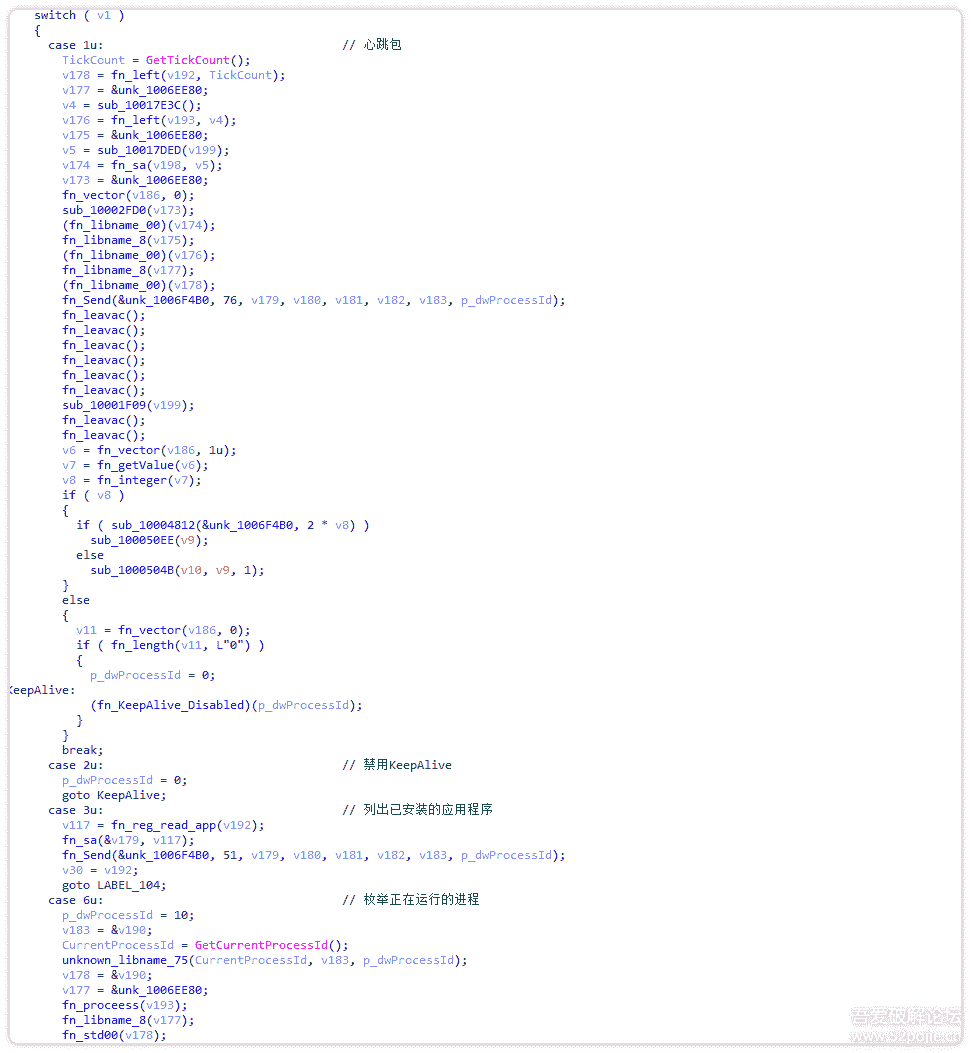 switch ( v1 )
{
case 1u: // 心跳包
TickCount = GetTickCount();
v178 = fn_left(v192, TickCount);
v177 = &unk_1006EE80;
v4 = sub_10017E3C();
v176 = fn_left(v193, v4);
v175 = &unk_1006EE80;
v5 = sub_10017DED(v199);
v174 = fn_sa(v198, v5);
v173 = &unk_1006EE80;
fn_vector(v186, 0);
sub_10002FD0(v173);
(fn_libname_00)(v174);
fn_libname_8(v175);
(fn_libname_00)(v176);
fn_libname_8(v177);
(fn_libname_00)(v178);
fn_Send(&unk_1006F4B0, 76, v179, v180, v181, v182, v183, p_dwProcessId);
fn_leavac();
fn_leavac();
fn_leavac();
fn_leavac();
fn_leavac();
fn_leavac();
sub_10001F09(v199);
fn_leavac();
fn_leavac();
v6 = fn_vector(v186, 1u);
v7 = fn_getValue(v6);
v8 = fn_integer(v7);
if ( v8 )
{
if ( sub_10004812(&unk_1006F4B0, 2 * v8) )
sub_100050EE(v9);
else
sub_1000504B(v10, v9, 1);
}
else
{
v11 = fn_vector(v186, 0);
if ( fn_length(v11, L"0") )
{
p_dwProcessId = 0;
KeepAlive:
(fn_KeepAlive_Disabled)(p_dwProcessId);
}
}
break;
case 2u: // 禁用KeepAlive
p_dwProcessId = 0;
goto KeepAlive;
case 3u: // 列出已安装的应用程序
v117 = fn_reg_read_app(v192);
fn_sa(&v179, v117);
fn_Send(&unk_1006F4B0, 51, v179, v180, v181, v182, v183, p_dwProcessId);
v30 = v192;
goto LABEL_104;
case 6u: // 枚举正在运行的进程
p_dwProcessId = 10;
v183 = &v190;
CurrentProcessId = GetCurrentProcessId();
unknown_libname_75(CurrentProcessId, v183, p_dwProcessId);
v178 = &v190;
v177 = &unk_1006EE80;
fn_proceess(v193);
fn_libname_8(v177);
fn_std00(v178);
吾爱破解论坛
www.52pojie.cn